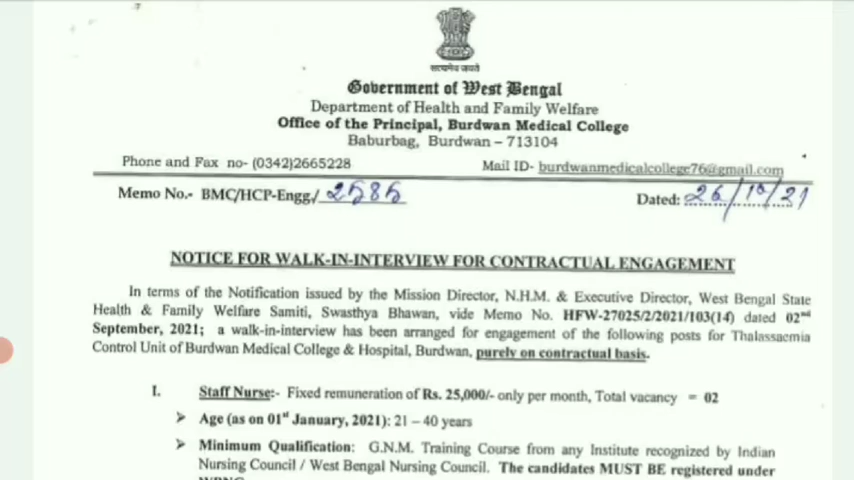 सत्यमेव जयते
Government of West Bengal
Department of Health and Family Welfare
Office of the Principal, Burdwan Medical College
Baburbag, Burdwan – 713104
Phone and Fax no- (0342)2665228 Mail ID- burdwanmedicalcollege76@gmail.com
Memo No.- BMC/HCP-Engg./ 2585 Dated: 26/10/21
NOTICE FOR WALK-IN-INTERVIEW FOR CONTRACTUAL ENGAGEMENT
In terms of the Notification issued by the Mission Director, N.H.M. & Executive Director, West Bengal State
Health & Family Welfare Samiti, Swasthya Bhawan, vide Memo No. HFW-27025/2/2021/103(14) dated 02nd
September, 2021; a walk-in-interview has been arranged for engagement of the following posts for Thalassaemia
Control Unit of Burdwan Medical College & Hospital, Burdwan, purely on contractual basis.
I. Staff Nurse:- Fixed remuneration of Rs. 25,000/- only per month, Total vacancy = 02
➤ Age (as on 01st January, 2021): 21 – 40 years
➤ Minimum Qualification: G.N.M. Training Course from any Institute recognized by Indian
Nursing Council / West Bengal Nursing Council. The candidates MUST BE registered under